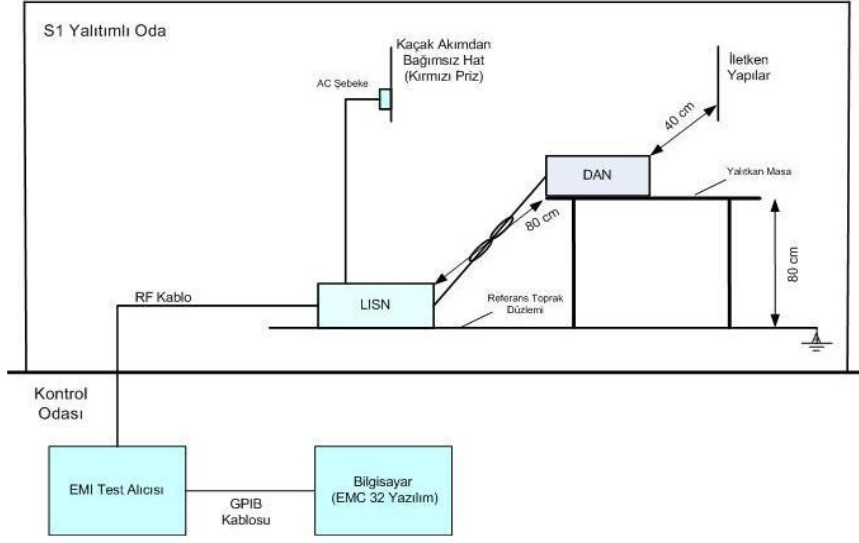 S1 Yalıtımlı Oda
Kaçak Akımdan
Bağımsız Hat
(Kırmızı Priz)
AC Şebeke
İletken
Yapılar
40 cm
DAN
Yalıtkan Masa
80 cm
80 cm
RF Kablo
LISN
Referans Toprak
Düzlemi
Kontrol
Odası
EMI Test Alıcısı
GPIB
Kablosu
Bilgisayar
(EMC 32 Yazılım)